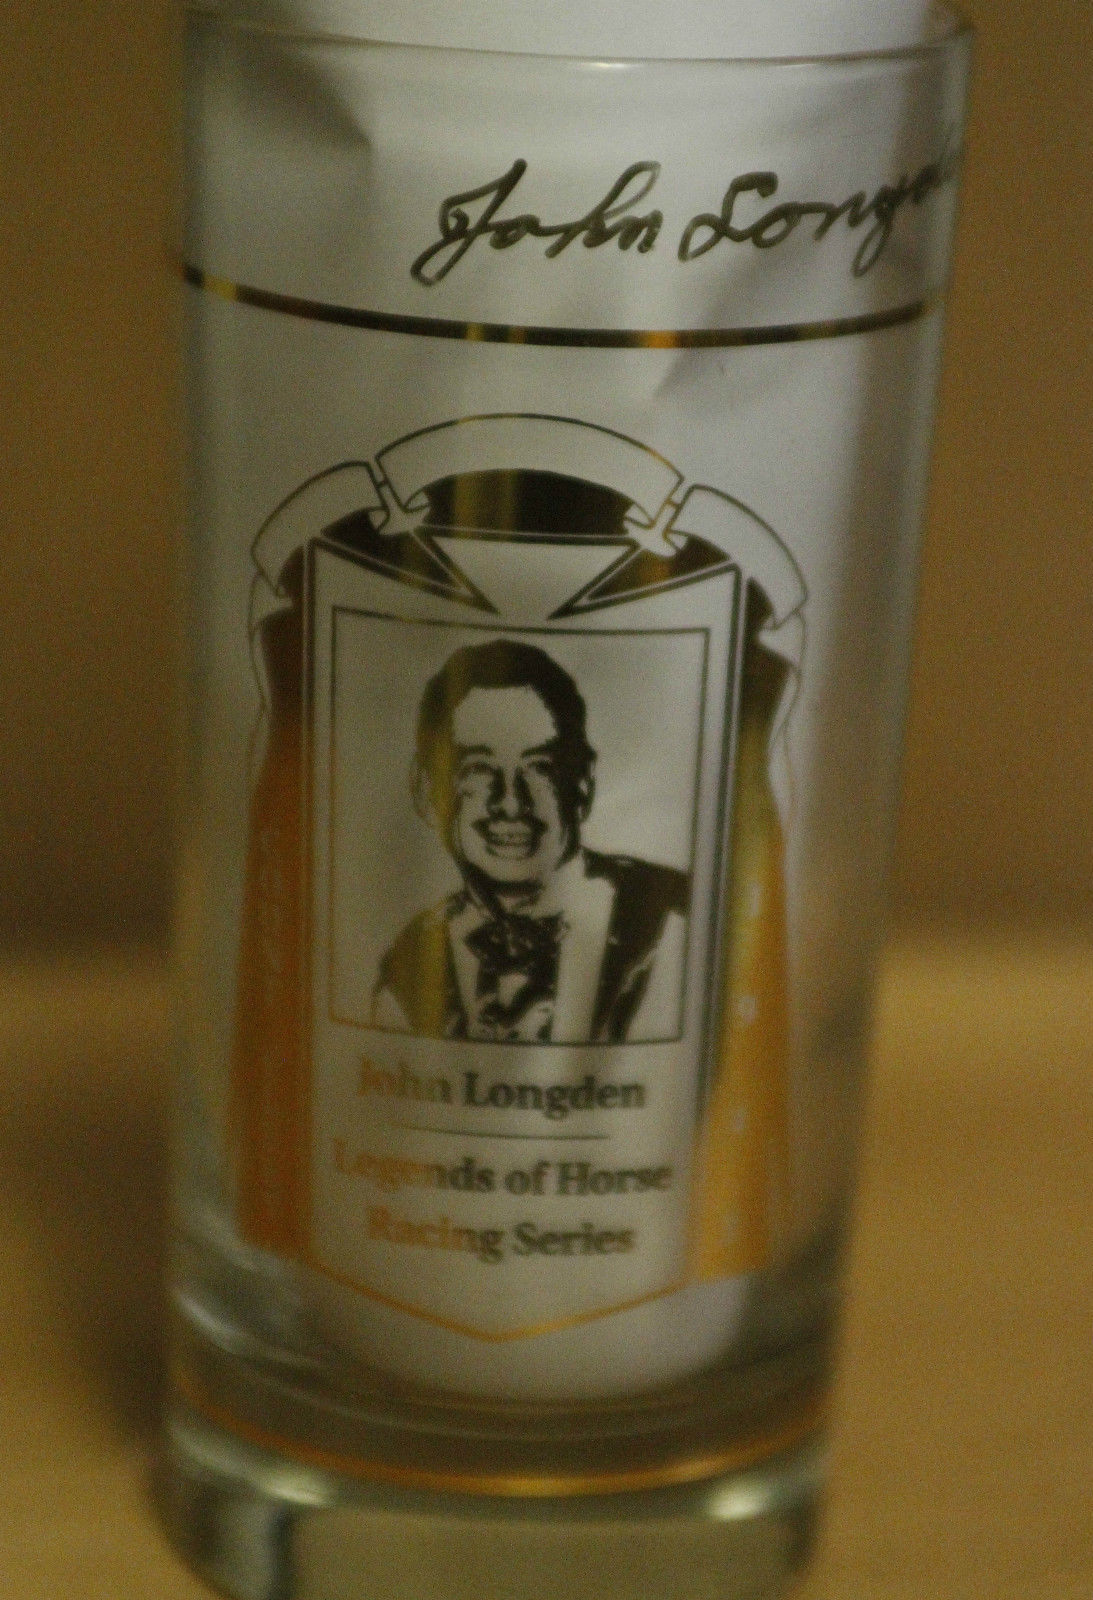 John Longden
John Longden
Legends of Horse
Racing Series